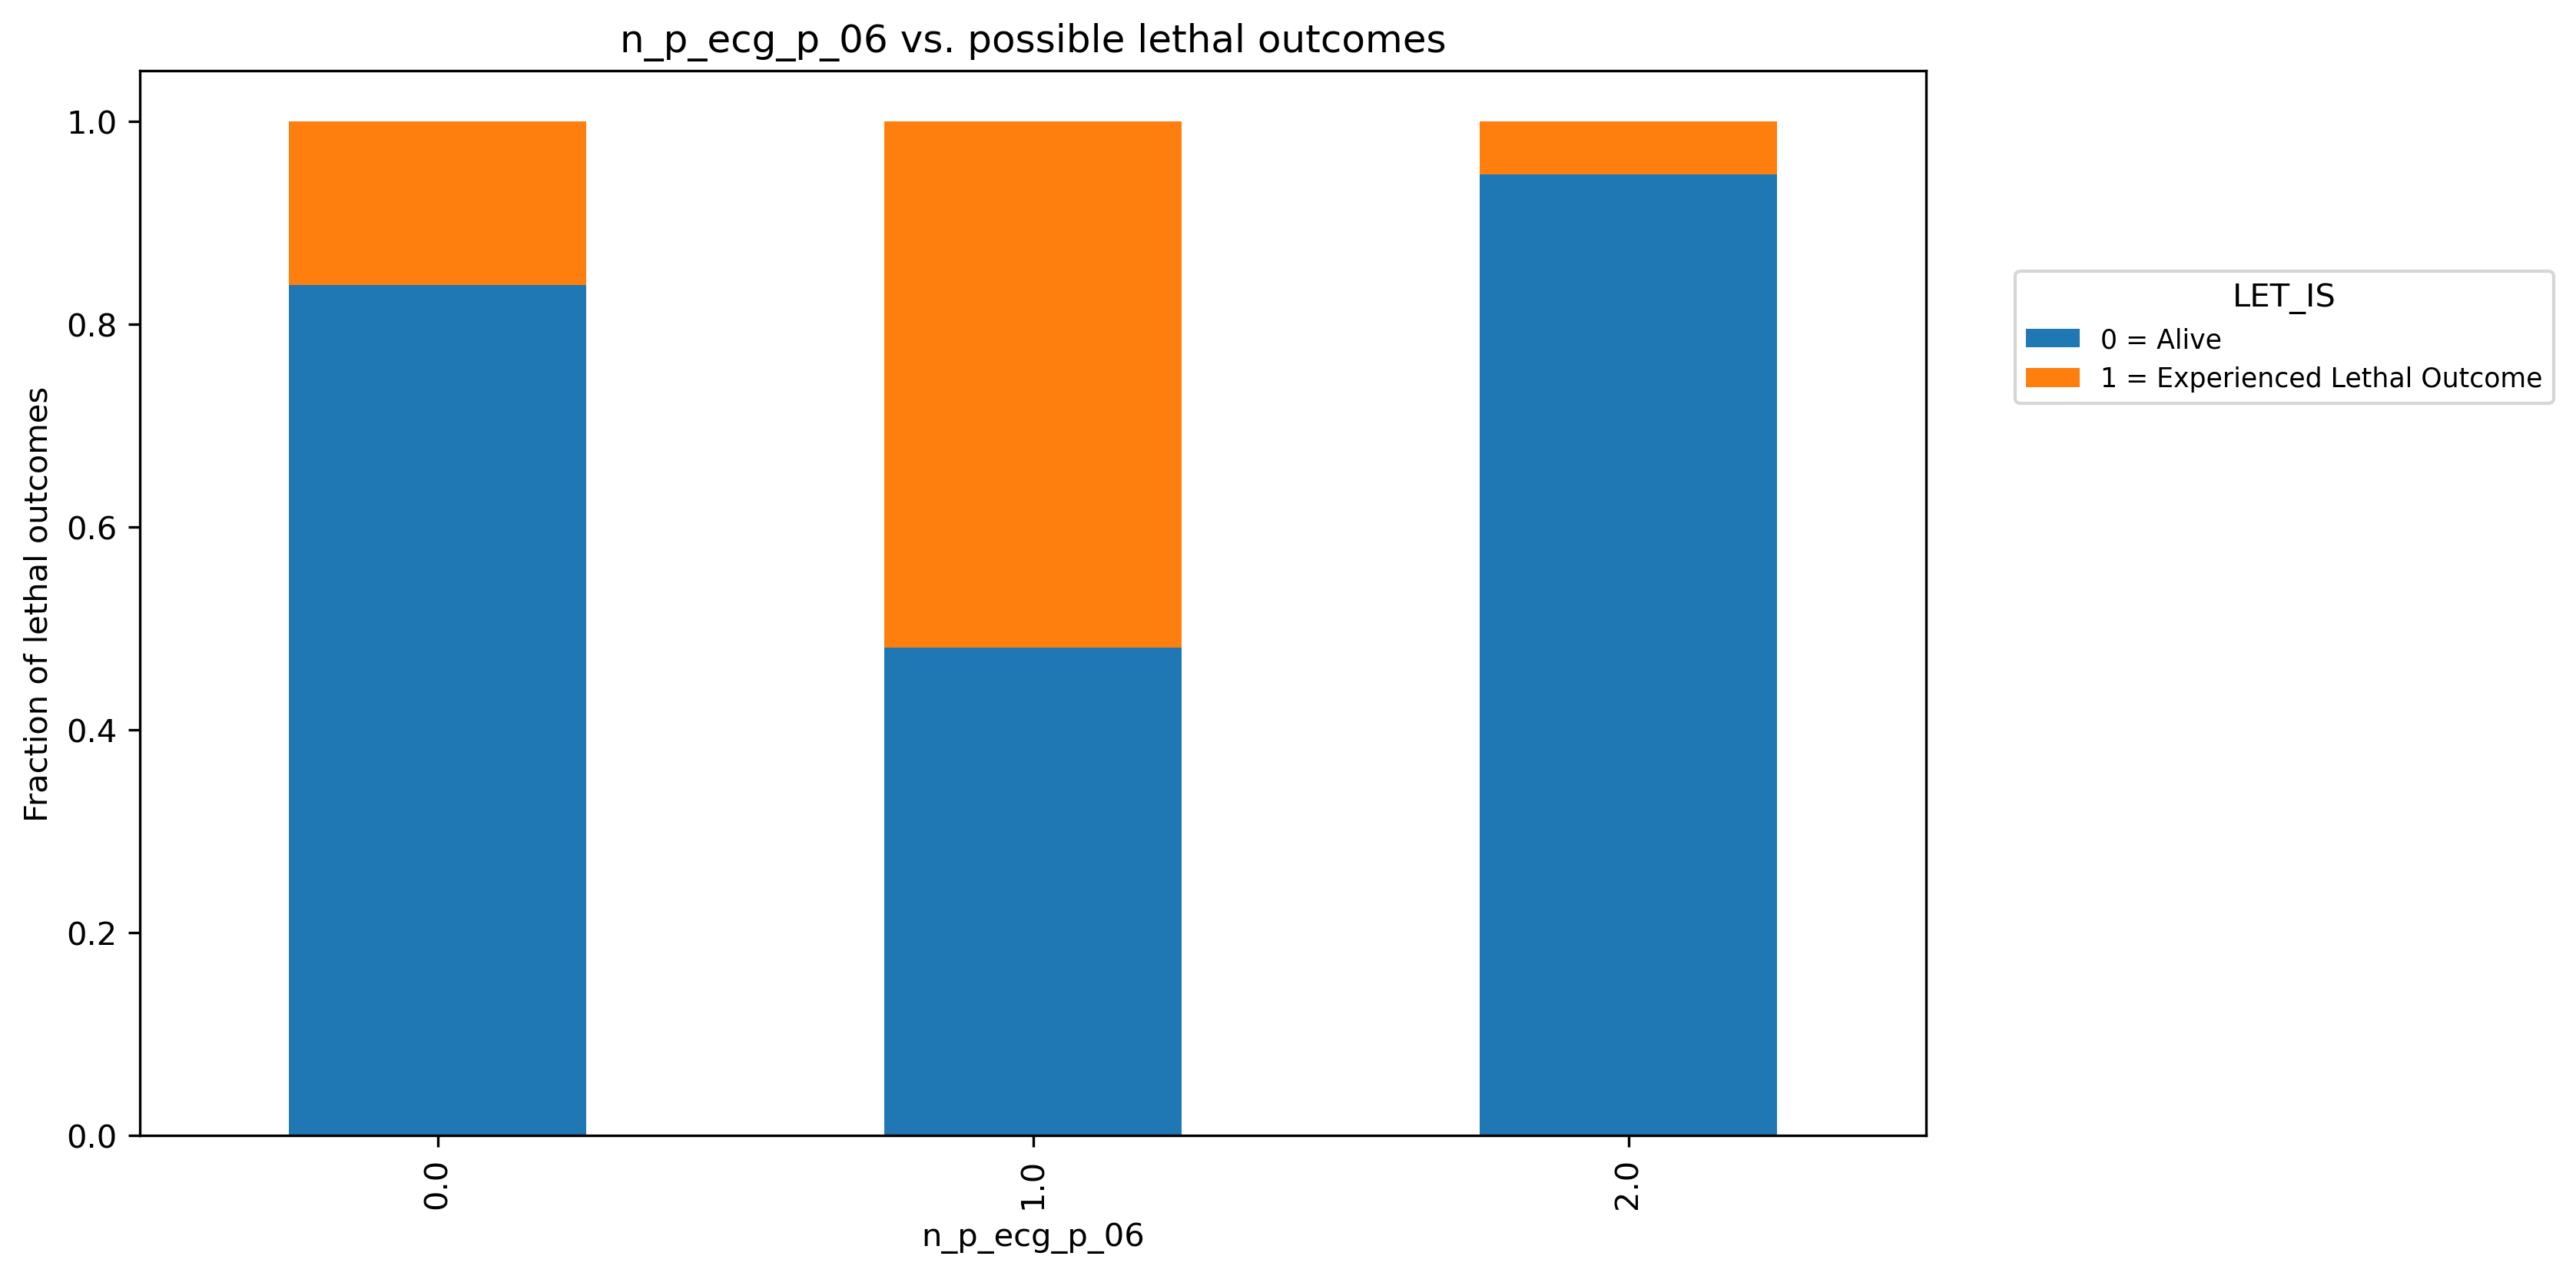 n_p_ecg_p_06 vs. possible lethal outcomes
Fraction of lethal outcomes
1.0
0.8
0.6
0.4
0.2
0.0
0.0
1.0
2.0
n_p_ecg_p_06
LET_IS
0 = Alive
1 = Experienced Lethal Outcome